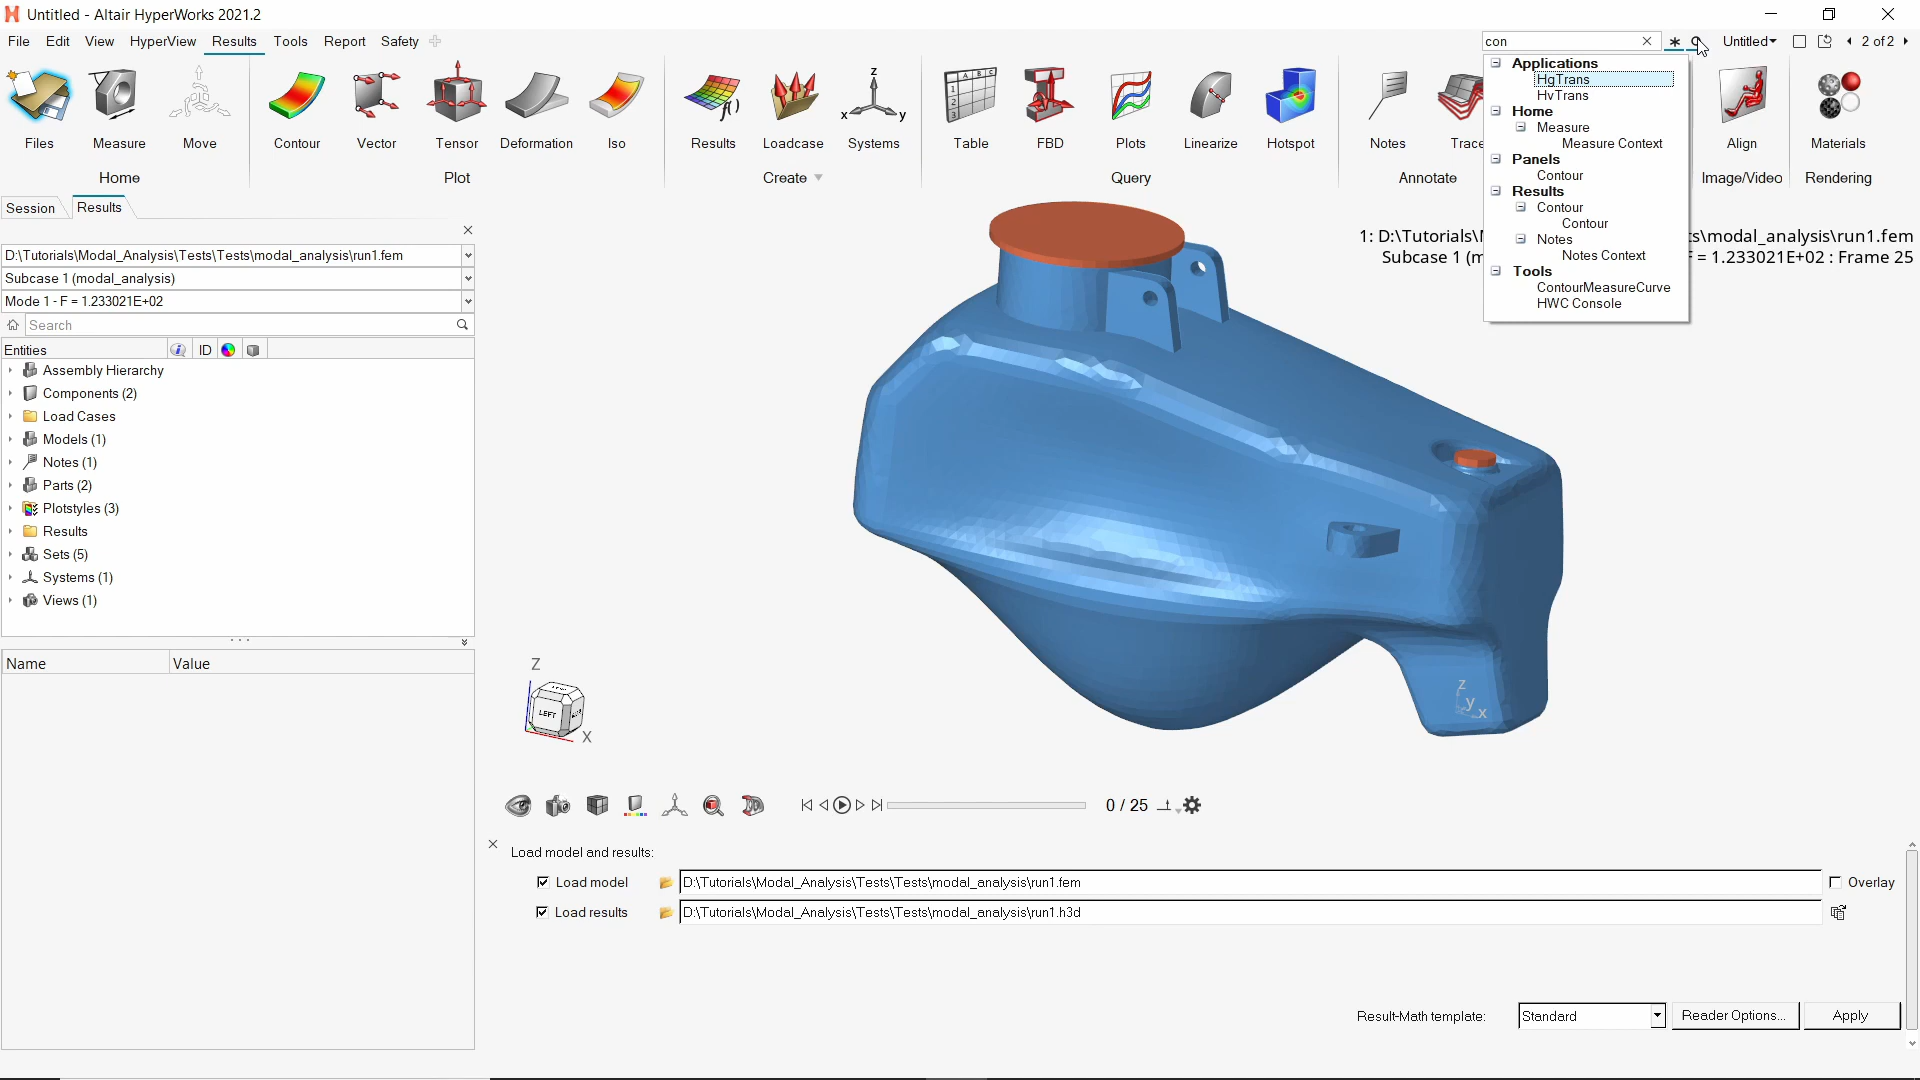 Untitled - Altair HyperWorks 2021.2
File Edit View HyperView Results Tools Report Safety
con
Untitled
2 of 2
Files Measure Move Contour Vector Tensor Deformation Iso Results Loadcase Systems Table FBD Plots Linearize Hotspot Notes Align Materials
Home Plot Create Query Annotate Image/Video Rendering
Applications
HgTrans
HvTrans
Home
Measure
Measure Context
Panels
Contour
Results
Contour
Contour
Notes
Notes Context
Tools
ContourMeasureCurve
HWC Console
Session Results
D:\Tutorials\Modal_Analysis\Tests\Tests\modal_analysis\run1.fem
Subcase 1 (modal_analysis)
Mode 1 - F = 1.233021E+02
Search
Entities ID
Assembly Hierarchy
Components (2)
Load Cases
Models (1)
Notes (1)
Parts (2)
Plotstyles (3)
Results
Sets (5)
Systems (1)
Views (1)
Name Value
1: D:\Tutorials\ ts\modal_analysis\run1.fem
Subcase 1 (m = 1.233021E+02 : Frame 25
Z
LEFT
X
z
y
x
0 / 25
Load model and results:
Load model D:\Tutorials\Modal_Analysis\Tests\Tests\modal_analysis\run1.fem Overlay
Load results D:\Tutorials\Modal_Analysis\Tests\Tests\modal_analysis\run1.h3d
Result-Math template: Standard Reader Options... Apply